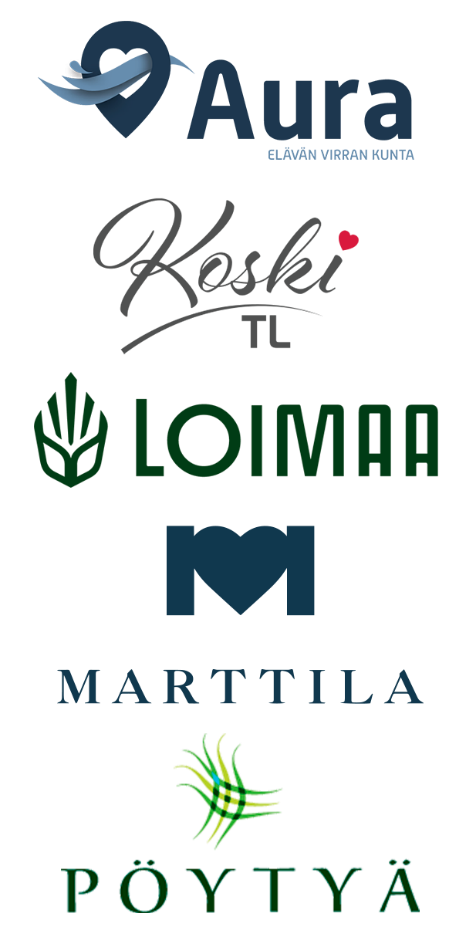 Aura
ELÄVÄN VIRRAN KUNTA
Koski
TL
LOIMAA
M
MARTTILA
PÖYTYÄ